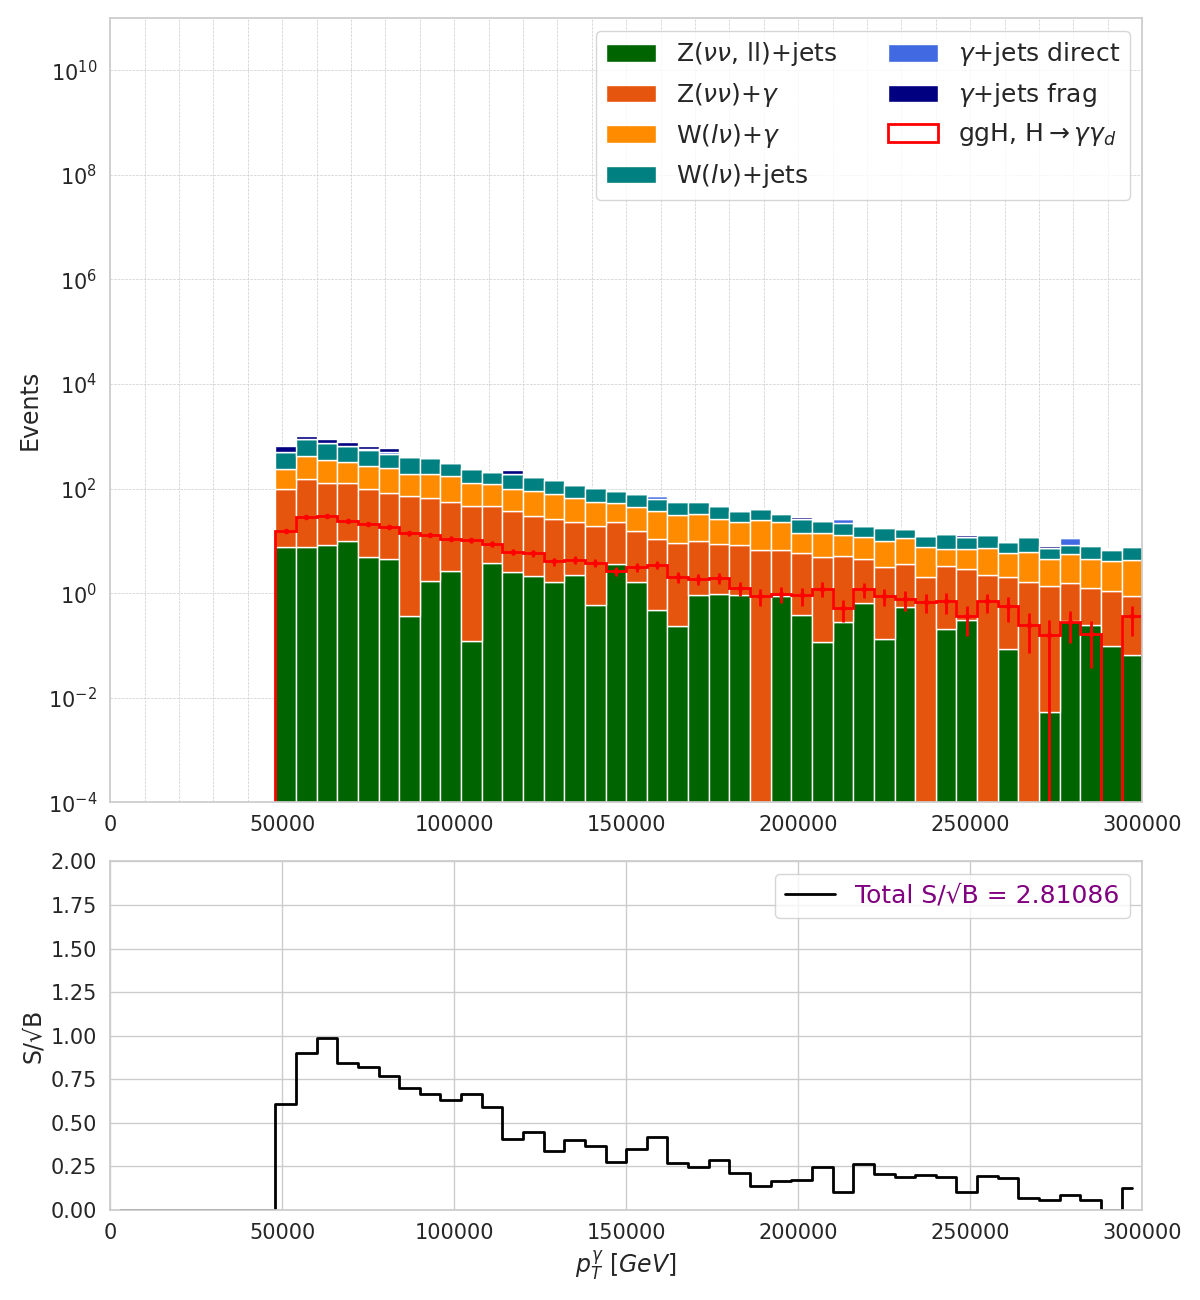 Z(νν, ll)+jets
Z(νν)+γ
W(lν)+γ
W(lν)+jets
γ+jets direct
γ+jets frag
ggH, H→γγ_d
Events
10^10
10^8
10^6
10^4
10^2
10^0
10^−2
10^−4
0 50000 100000 150000 200000 250000 300000
Total S/√B = 2.81086
S/√B
2.00
1.75
1.50
1.25
1.00
0.75
0.50
0.25
0.00
0 50000 100000 150000 200000 250000 300000
p_T^γ [GeV]